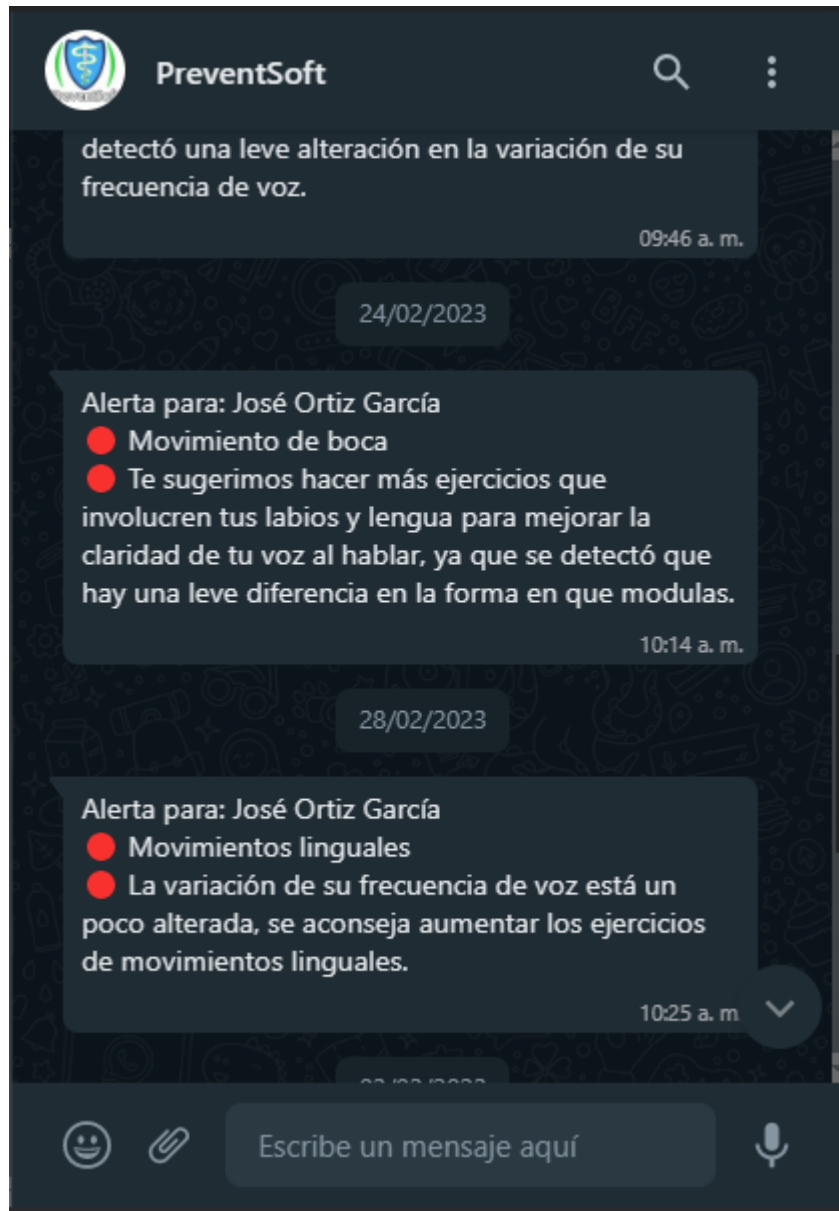 PreventSoft
detectó una leve alteración en la variación de su
frecuencia de voz.
09:46 a. m.
24/02/2023
Alerta para: José Ortiz García
Movimiento de boca
Te sugerimos hacer más ejercicios que
involucren tus labios y lengua para mejorar la
claridad de tu voz al hablar, ya que se detectó que
hay una leve diferencia en la forma en que modulas.
10:14 a. m.
28/02/2023
Alerta para: José Ortiz García
Movimientos linguales
La variación de su frecuencia de voz está un
poco alterada, se aconseja aumentar los ejercicios
de movimientos linguales.
10:25 a. m
Escribe un mensaje aquí